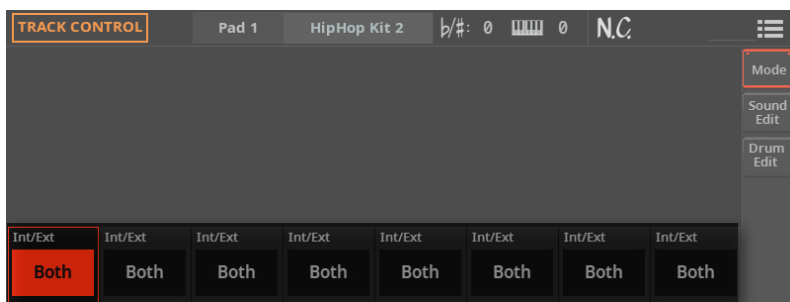 TRACK CONTROL Pad 1 HipHop Kit 2 ♭/#: 0 0 N.C.
Mode
Sound
Edit
Drum
Edit
Int/Ext Int/Ext Int/Ext Int/Ext Int/Ext Int/Ext Int/Ext Int/Ext
Both Both Both Both Both Both Both Both